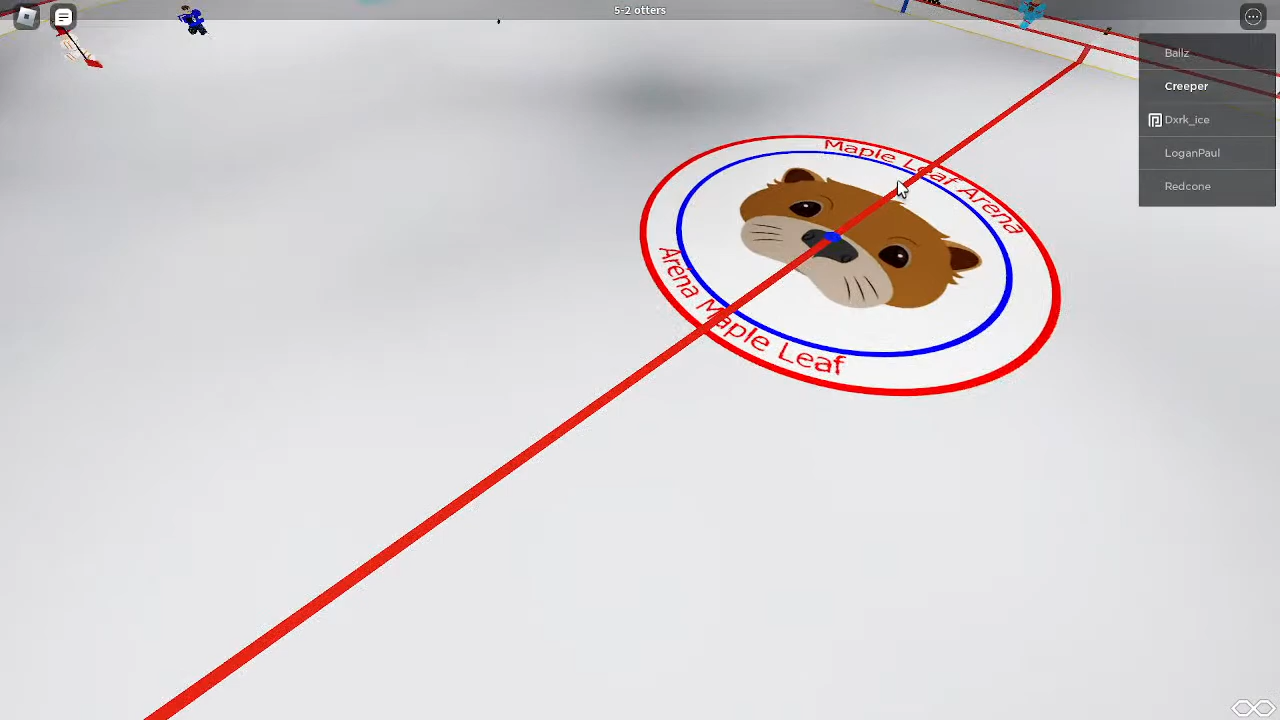 5-2 otters
Ballz
Creeper
Dxrk_ice
LoganPaul
Redcone
Maple Leaf Arena
Arena Maple Leaf